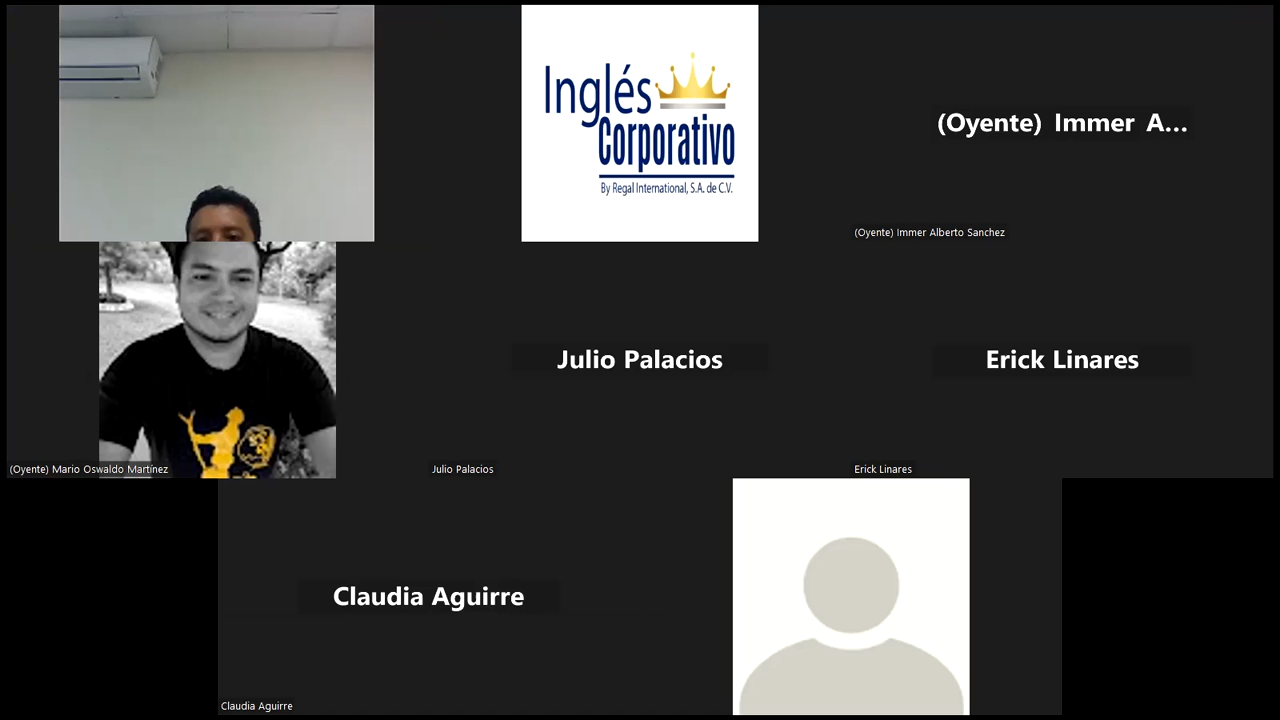 Inglés
Corporativo
By Regal International, S.A. de C.V.
(Oyente) Immer A...
(Oyente) Immer Alberto Sanchez
(Oyente) Mario Oswaldo Martínez
Julio Palacios
Julio Palacios
Erick Linares
Erick Linares
Claudia Aguirre
Claudia Aguirre